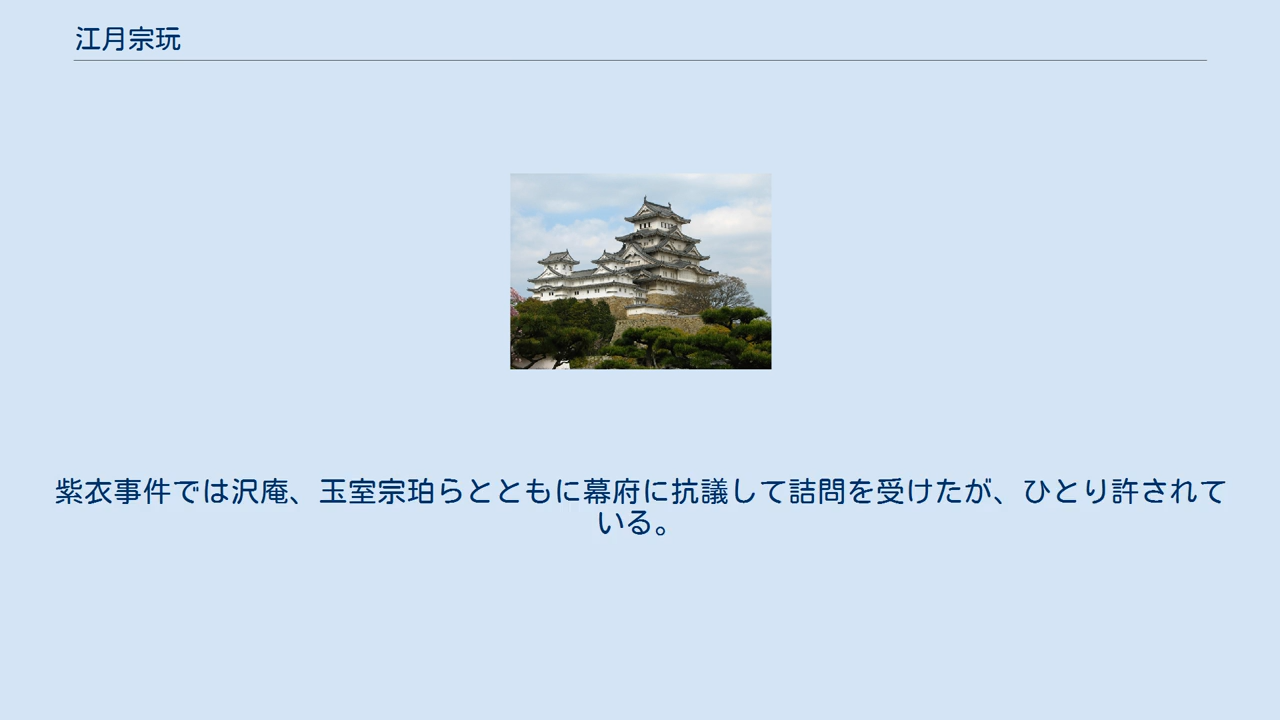 江月宗玩
紫衣事件では沢庵、玉室宗珀らとともに幕府に抗議して詰問を受けたが、ひとり許されて
いる。